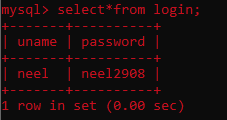 mysql> select*from login;
+-------+----------+
| uname | password |
+-------+----------+
| neel  | neel2908 |
+-------+----------+
1 row in set (0.00 sec)